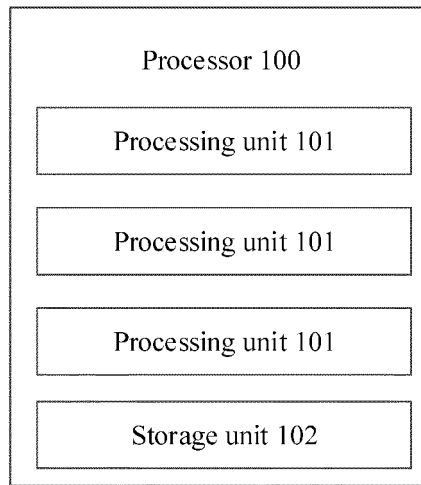 Processor 100
Processing unit 101
Processing unit 101
Processing unit 101
Storage unit 102